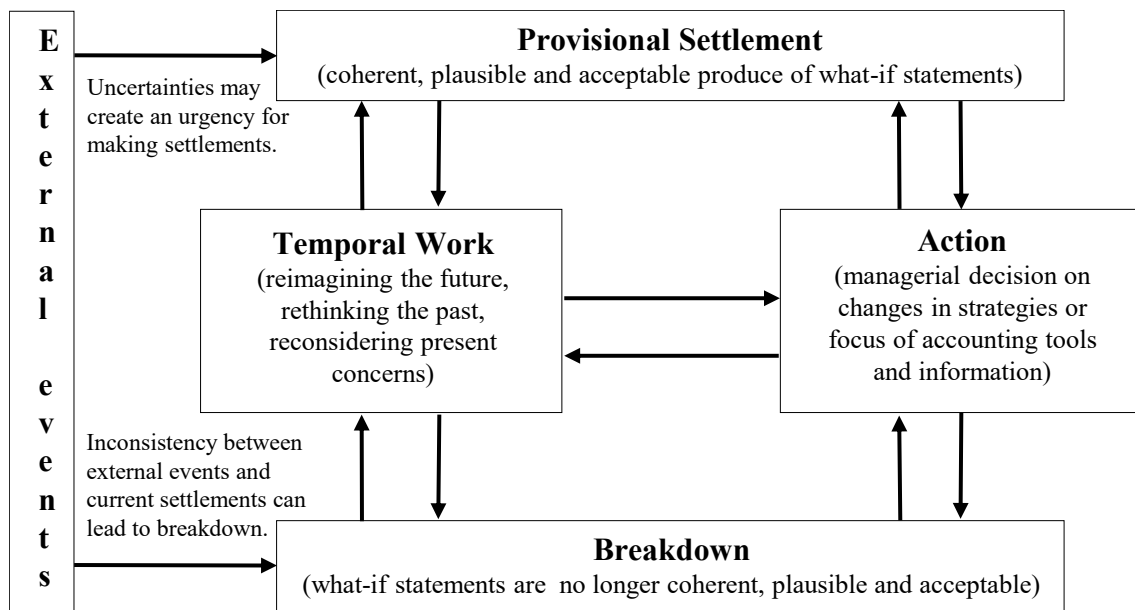 External events
Provisional Settlement
(coherent, plausible and acceptable produce of what-if statements)
Uncertainties may
create an urgency for
making settlements.
Temporal Work
(reimagining the future,
rethinking the past,
reconsidering present
concerns)
Action
(managerial decision on
changes in strategies or
focus of accounting tools
and information)
Inconsistency between
external events and
current settlements can
lead to breakdown.
Breakdown
(what-if statements are no longer coherent, plausible and acceptable)